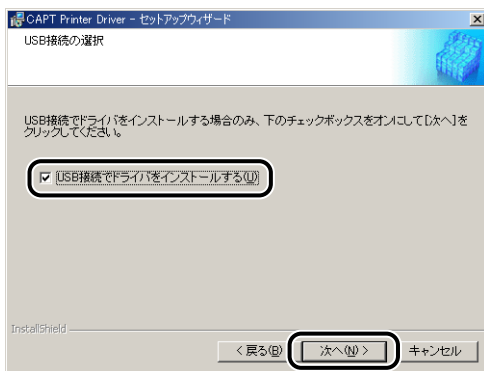 CAPT Printer Driver - セットアップウィザード
USB接続の選択
USB接続でドライバをインストールする場合のみ、下のチェックボックスをオンにして[次へ]を
クリックしてください。
USB接続でドライバをインストールする(U)
InstallShield
< 戻る(B)
次へ(N) >
キャンセル